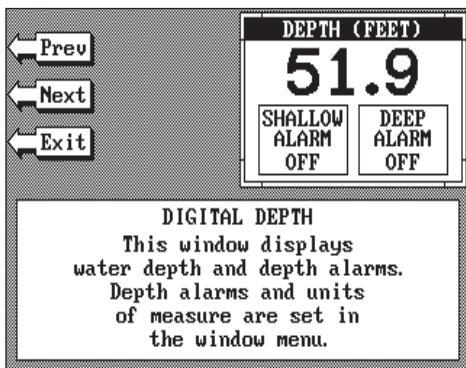 Prev
Next
Exit
DEPTH (FEET)
51.9
SHALLOW
ALARM
OFF
DEEP
ALARM
OFF
DIGITAL DEPTH
This window displays
water depth and depth alarms.
Depth alarms and units
of measure are set in
the window menu.